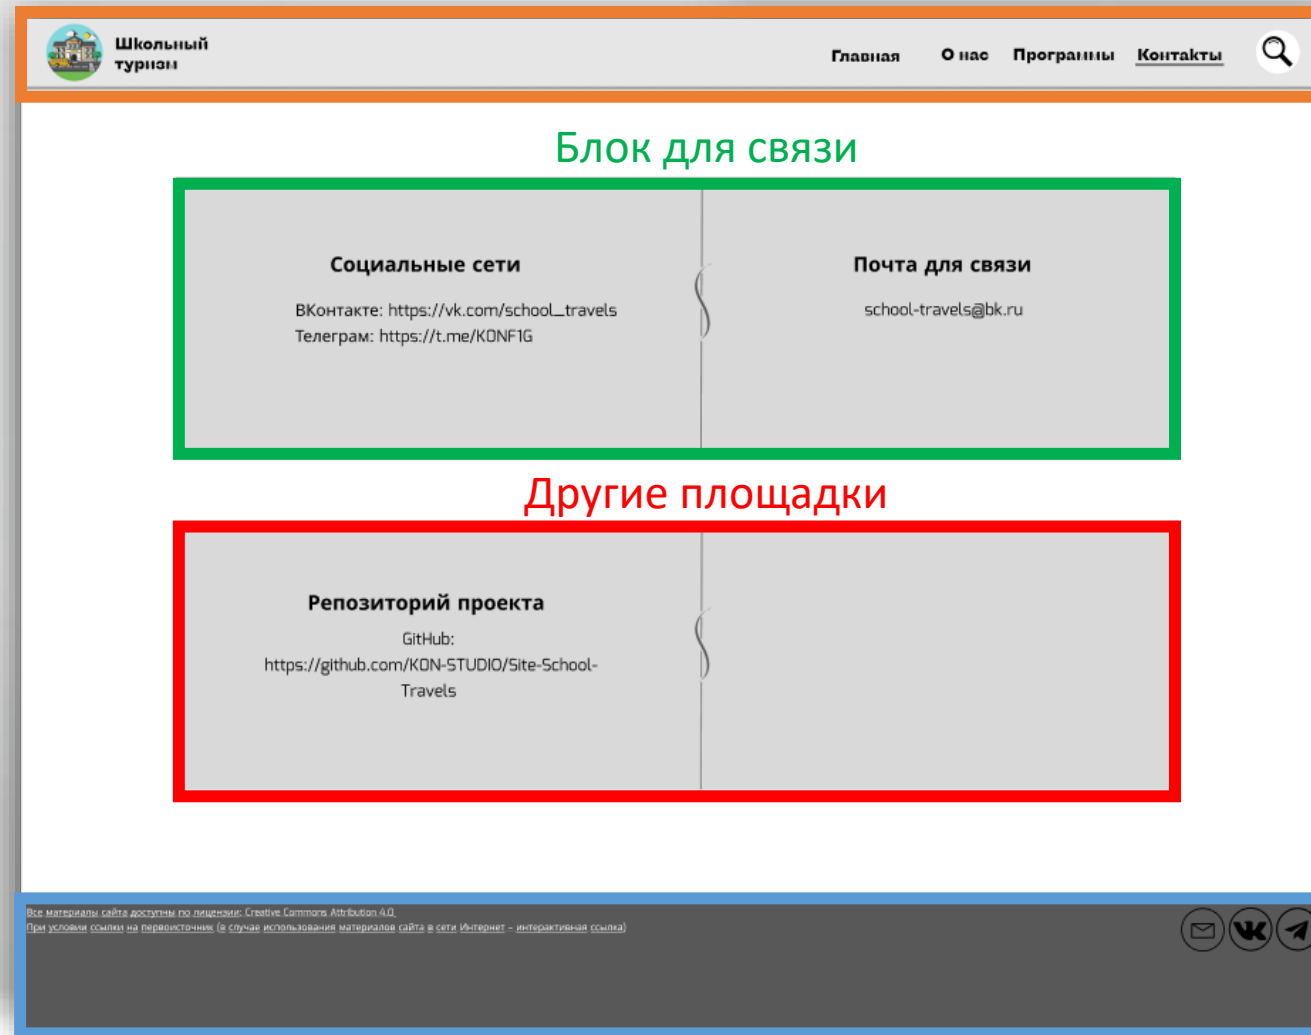 Школьный
туризм
Главная О нас Программы Контакты
Блок для связи
Социальные сети
ВКонтакте: https://vk.com/school_travels
Телеграм: https://t.me/K0NF1G
Почта для связи
school-travels@bk.ru
Другие площадки
Репозиторий проекта
GitHub:
https://github.com/KON-STUDIO/Site-School-
Travels
Все материалы сайта доступны по лицензии: Creative Commons Attribution 4.0
При условии ссылки на первоисточник (в случае использования материалов сайта в сети Интернет – интерактивная ссылка)